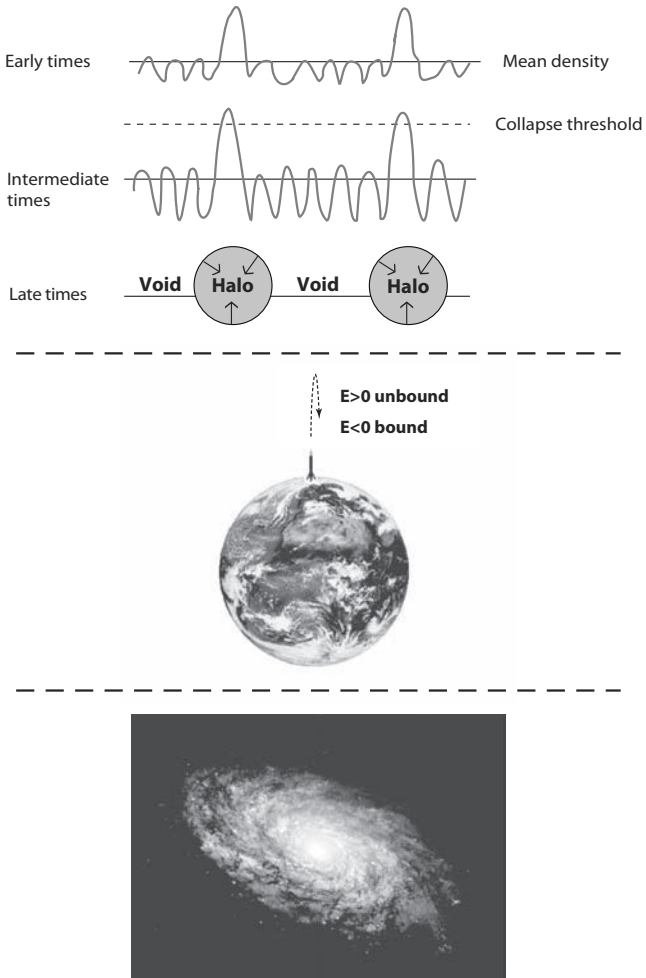 Early times
Mean density
Collapse threshold
Intermediate
times
Void
Halo
Void
Halo
Late times
E>0 unbound
E<0 bound